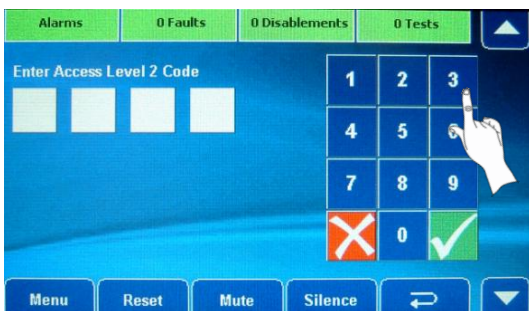 Alarms
0 Faults
0 Disablements
0 Tests
Enter Access Level 2 Code
1 2 3
4 5 6
7 8 9
0
Menu
Reset
Mute
Silence